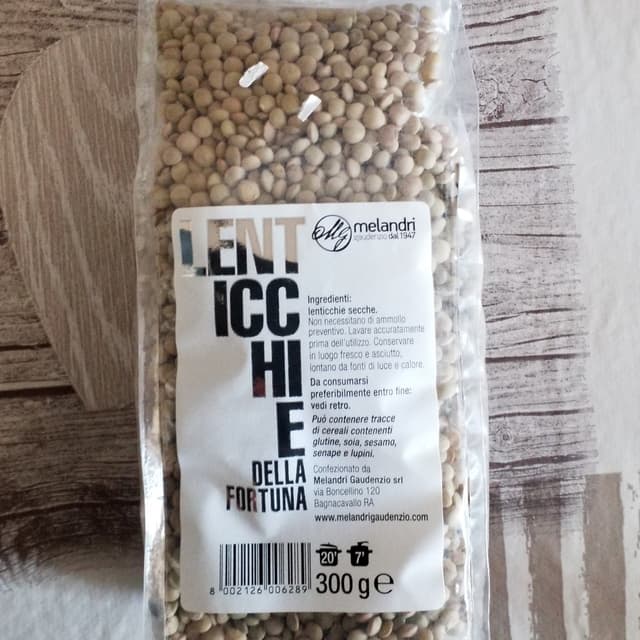 LENT
ICC
HI
E
DELLA
FORTUNA
MG melandri
gaudenzio dal 1947
Ingredienti:
lenticchie secche.
Non necessitano di ammollo
preventivo. Lavare accuratamente
prima dell'utilizzo. Conservare
in luogo fresco e asciutto,
lontano da fonti di luce e calore.
Da consumarsi
preferibilmente entro fine:
vedi retro.
Può contenere tracce
di cereali contenenti
glutine, soia, sesamo,
senape e lupini.
Confezionato da
Melandri Gaudenzio srl
via Boncellino 120
Bagnacavallo RA
www.melandrigaudenzio.com
8 002126 006289
20' 7'
300 g e